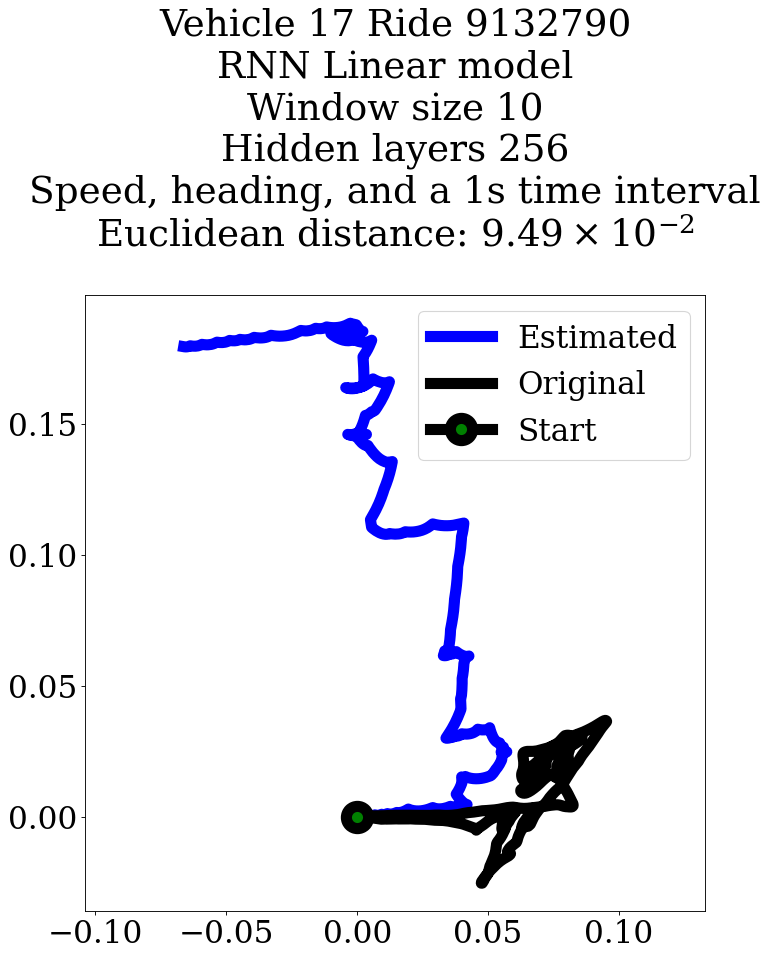 Vehicle 17 Ride 9132790
RNN Linear model
Window size 10
Hidden layers 256
Speed, heading, and a 1s time interval
Euclidean distance: 9.49 × 10⁻²
Estimated
Original
Start
0.15
0.10
0.05
0.00
−0.10 −0.05 0.00 0.05 0.10